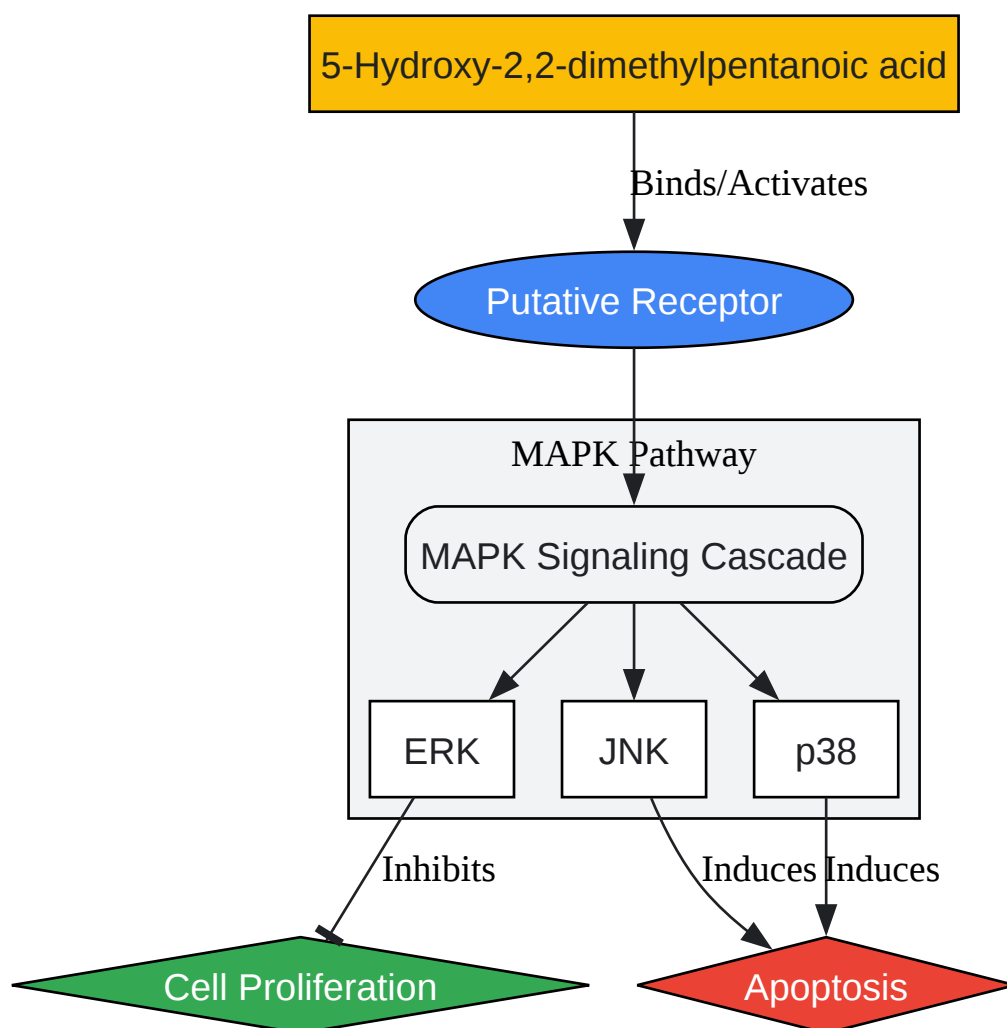 5-Hydroxy-2,2-dimethylpentanoic acid
Binds/Activates
Putative Receptor
MAPK Pathway
MAPK Signaling Cascade
ERK
JNK
p38
Inhibits
Induces
Induces
Cell Proliferation
Apoptosis